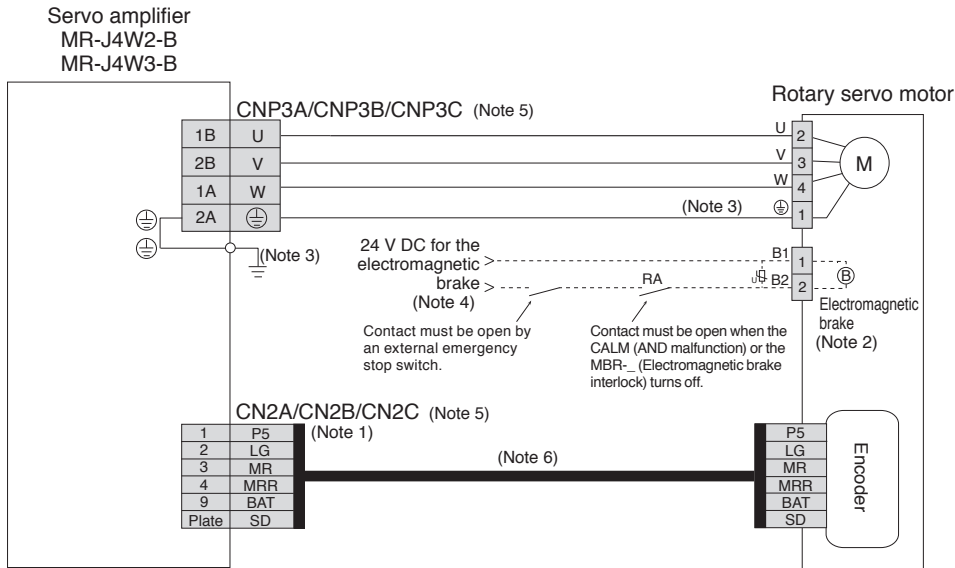 Servo amplifier
MR-J4W2-B
MR-J4W3-B
CNP3A/CNP3B/CNP3C (Note 5)
Rotary servo motor
1B U
2B V
1A W
2A
U 2
V 3
W 4
(Note 3) 1
M
(Note 3)
24 V DC for the
electromagnetic
brake
(Note 4)
RA
B1 1
U B2 2
B
Electromagnetic
brake
(Note 2)
Contact must be open by
an external emergency
stop switch.
Contact must be open when the
CALM (AND malfunction) or the
MBR-_ (Electromagnetic brake
interlock) turns off.
CN2A/CN2B/CN2C (Note 5)
(Note 1)
1 P5
2 LG
3 MR
4 MRR
9 BAT
Plate SD
(Note 6)
P5
LG
MR
MRR
BAT
SD
Encoder